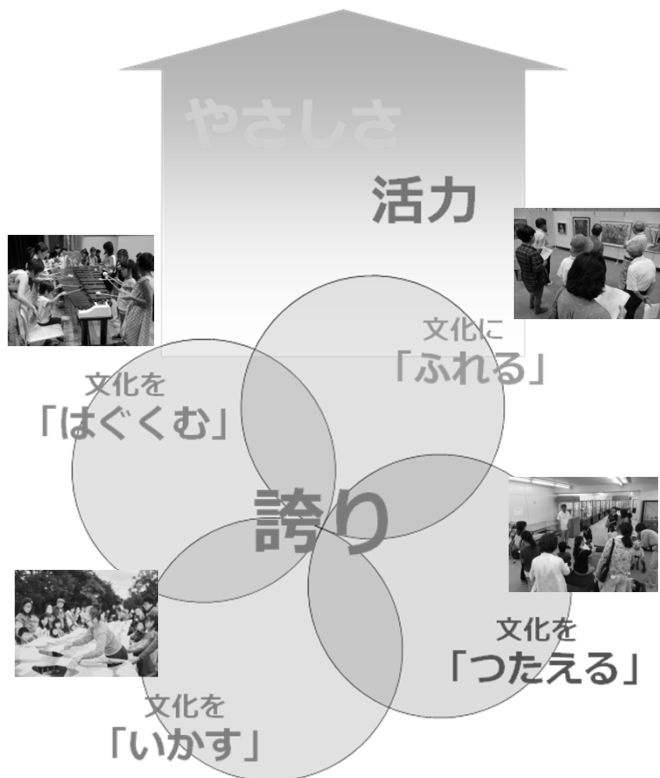 やさしさ
活力
文化に
「ふれる」
文化を
「はぐくむ」
誇り
文化を
「つたえる」
文化を
「いかす」